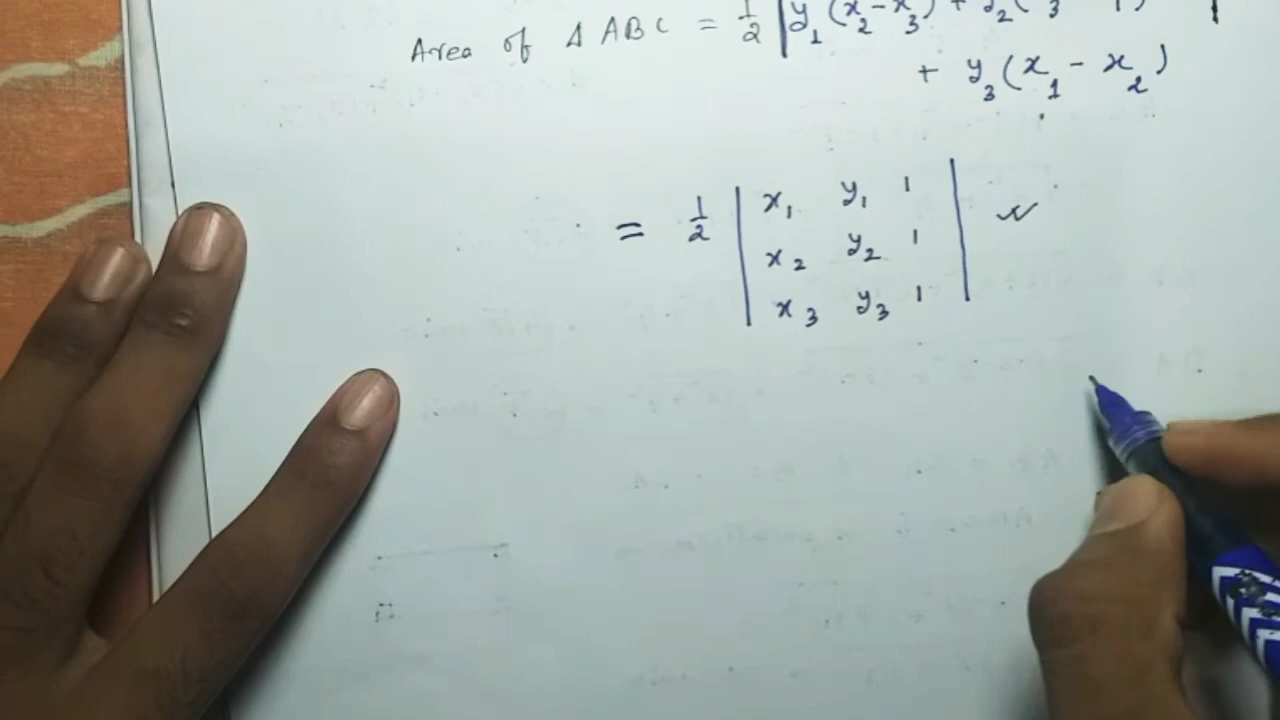 Area of Δ ABC = 1/2 | y₁ (x₂ - x₃) + y₂ (
+ y₃ (x₁ - x₂)
= 1/2 | x₁ y₁ 1 |
x₂ y₂ 1
x₃ y₃ 1